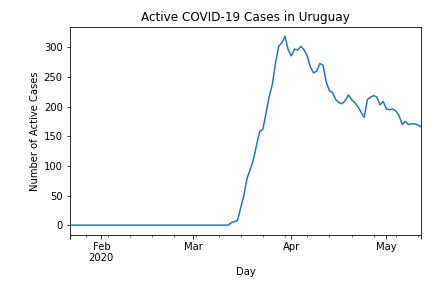 Active COVID-19 Cases in Uruguay
Number of Active Cases
300
250
200
150
100
50
0
Feb
2020
Mar
Apr
May
Day